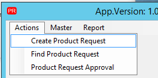 App.Version: 1.0
Actions Master Report
Create Product Request
Find Product Request
Product Request Approval